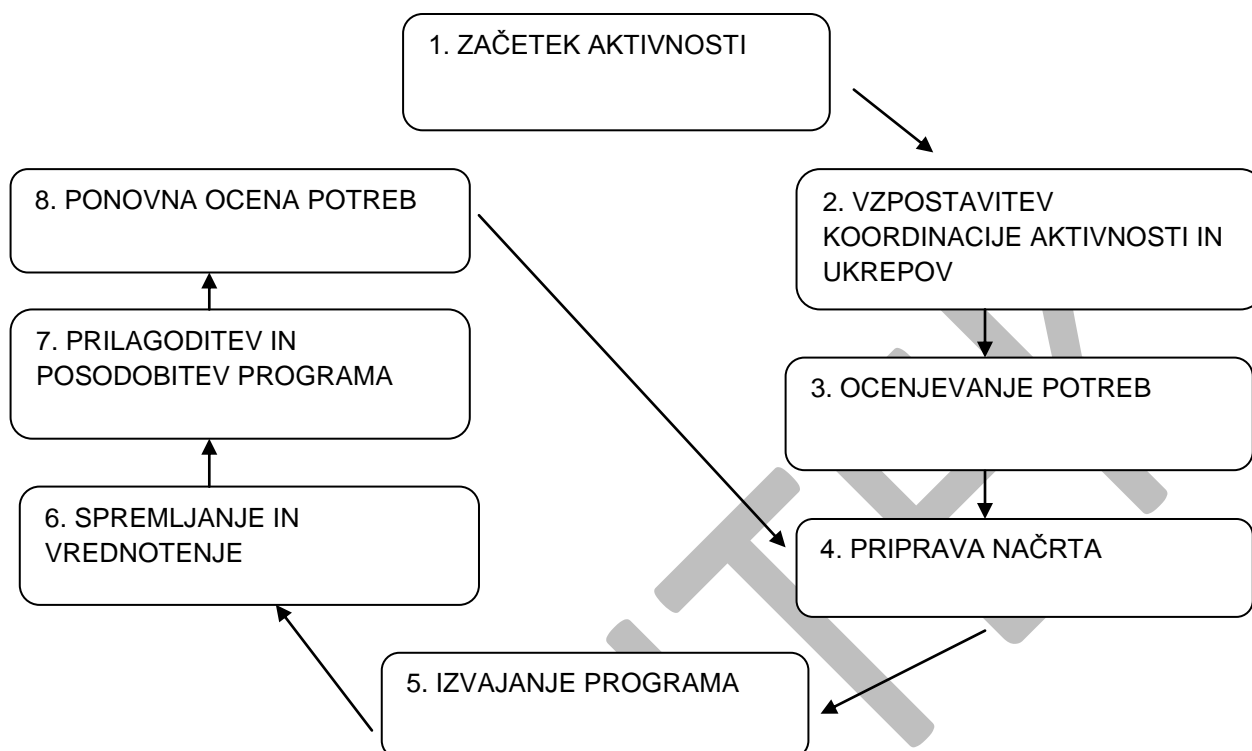 1. ZAČETEK AKTIVNOSTI
2. VZPOSTAVITEV
KOORDINACIJE AKTIVNOSTI IN
UKREPOV
3. OCENJEVANJE POTREB
4. PRIPRAVA NAČRTA
5. IZVAJANJE PROGRAMA
6. SPREMLJANJE IN
VREDNOTENJE
7. PRILAGODITEV IN
POSODOBITEV PROGRAMA
8. PONOVNA OCENA POTREB